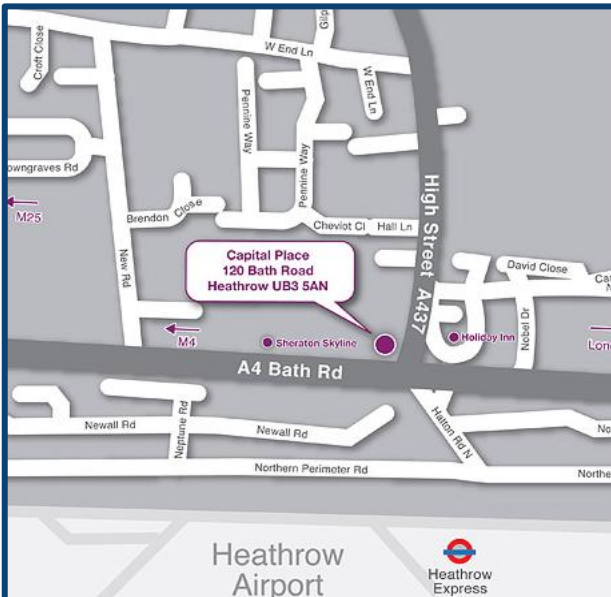 Croft Close
Gilp
W End Ln
W End Ln
Pennine Way
Pennine Way
owngraves Rd
M25
Brendon Close
Cheviot Cl
Hall Ln
High Street A437
New Rd
Capital Place
120 Bath Road
Heathrow UB3 5AN
David Close
Ca
N
Nobel Dr
M4
Sheraton Skyline
Holiday Inn
Lon
A4 Bath Rd
Neptune Rd
Hatton Rd N
Newall Rd
Newall Rd
No
Northern Perimeter Rd
Northe
Heathrow
Airport
Heathrow
Express